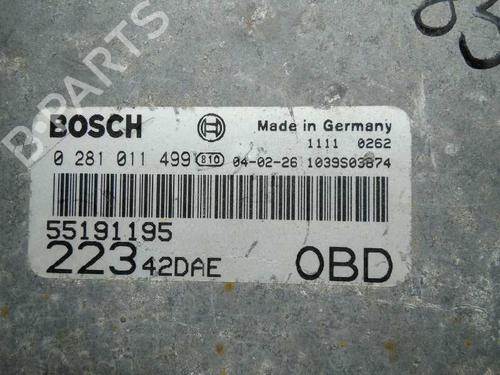 83
B-PARTS
BOSCH
Made in Germany
1111 0262
0 281 011 499 810 04-02-26 1039S03874
55191195
223 42DAE OBD